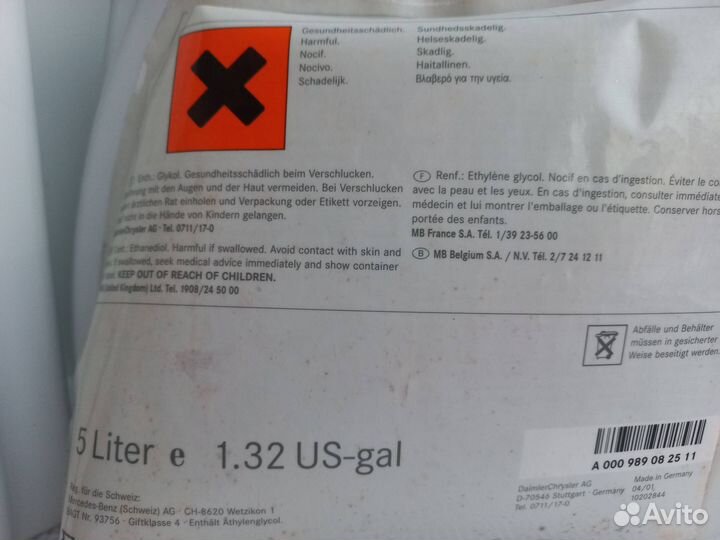 Gesundheitsschädlich.
Harmful.
Nocif.
Nocivo.
Schadelijk.
Sundhedsskadelig.
Helseskadelig.
Skadlig.
Haitallinen.
Βλαβερό για την υγεία.
Enth.: Glykol. Gesundheitsschädlich beim Verschlucken.
mit den Augen und der Haut vermeiden. Bei Verschlucken
ärztlichen Rat einholen und Verpackung oder Etikett vorzeigen.
nicht in die Hände von Kindern gelangen.
DaimlerChrysler AG · Tel. 0711/17-0
Cont.: Ethanediol. Harmful if swallowed. Avoid contact with skin and
If swallowed, seek medical advice immediately and show container
KEEP OUT OF REACH OF CHILDREN.
(United Kingdom) Ltd. Tel. 1908/24 50 00
F Renf.: Ethylène glycol. Nocif en cas d'ingestion. Éviter le co
avec la peau et les yeux. En cas d'ingestion, consulter immédiate
médecin et lui montrer l'emballage ou l'étiquette. Conserver hors
portée des enfants.
MB France S.A. Tél. 1/39 23-56 00
B MB Belgium S.A. / N.V. Tél. 2/7 24 12 11
Abfälle und Behälter
müssen in gesicherter
Weise beseitigt werden.
5 Liter e 1.32 US-gal
Reg. für die Schweiz:
Mercedes-Benz (Schweiz) AG · CH-8620 Wetzikon 1
BAGT Nr. 93756 · Giftklasse 4 · Enthält Äthylenglycol.
A 000 989 08 25 11
DaimlerChrysler AG
D-70546 Stuttgart · Germany
Tel. 0711/17-0
Made in Germany
04/01
10202844
Avito